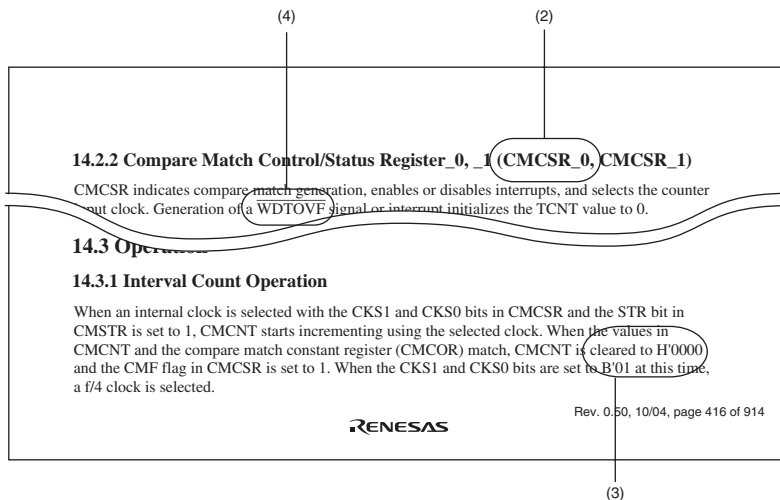 (4) (2)
14.2.2 Compare Match Control/Status Register_0, _1 (CMCSR_0, CMCSR_1)
CMCSR indicates compare match generation, enables or disables interrupts, and selects the counter
input clock. Generation of a WDTOVF signal or interrupt initializes the TCNT value to 0.
14.3 Operation
14.3.1 Interval Count Operation
When an internal clock is selected with the CKS1 and CKS0 bits in CMCSR and the STR bit in
CMSTR is set to 1, CMCNT starts incrementing using the selected clock. When the values in
CMCNT and the compare match constant register (CMCOR) match, CMCNT is cleared to H'0000
and the CMF flag in CMCSR is set to 1. When the CKS1 and CKS0 bits are set to B'01 at this time,
a f/4 clock is selected.
Rev. 0.50, 10/04, page 416 of 914
RENESAS
(3)